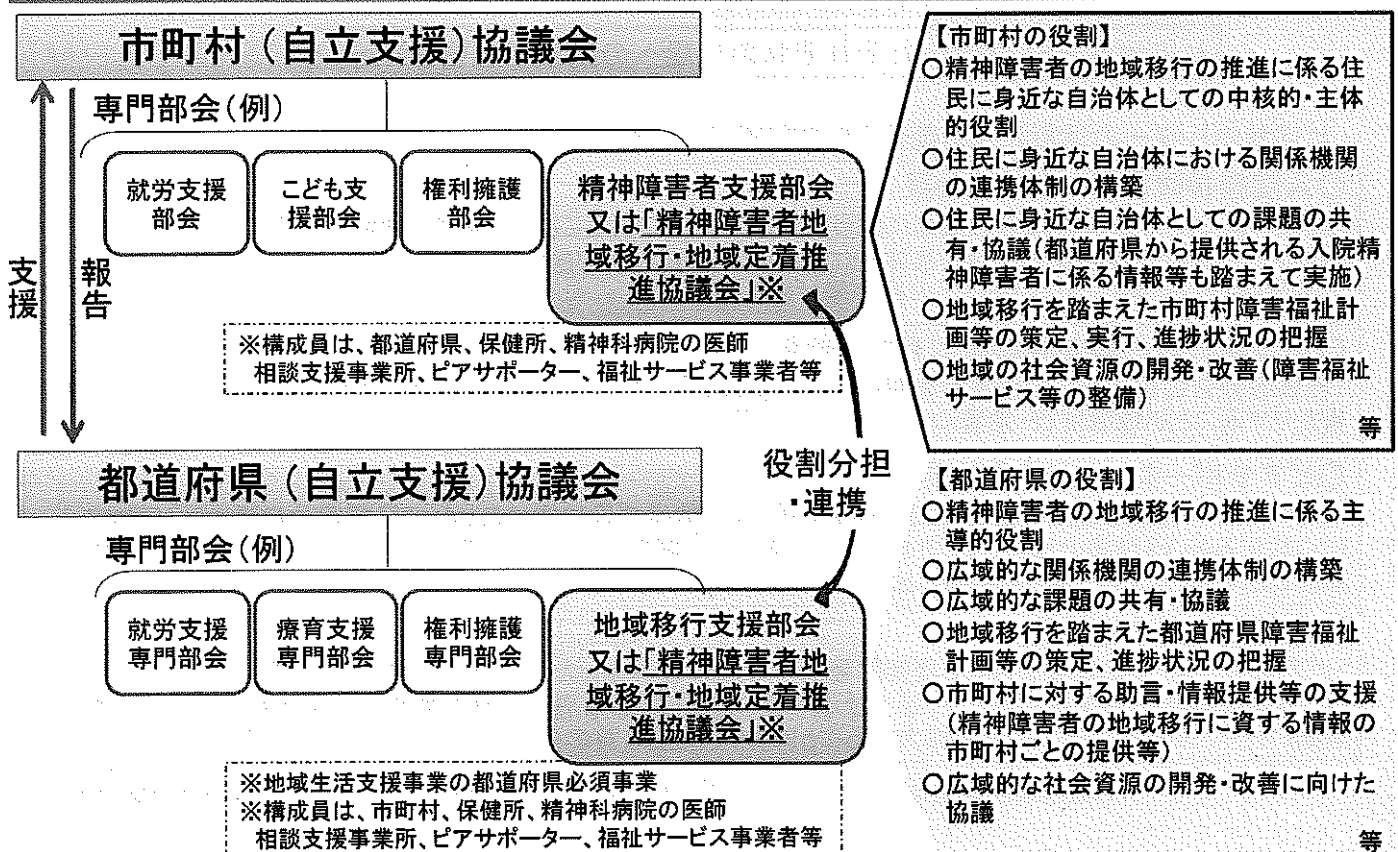 市町村（自立支援）協議会
専門部会（例）
就労支援
部会
こども支
援部会
権利擁護
部会
精神障害者支援部会
又は「精神障害者地
域移行・地域定着推
進協議会」※
支援
報告
※構成員は、都道府県、保健所、精神科病院の医師
相談支援事業所、ピアサポーター、福祉サービス事業者等
役割分担
・連携
都道府県（自立支援）協議会
専門部会（例）
就労支援
専門部会
療育支援
専門部会
権利擁護
専門部会
地域移行支援部会
又は「精神障害者地
域移行・地域定着推
進協議会」※
※地域生活支援事業の都道府県必須事業
※構成員は、市町村、保健所、精神科病院の医師
相談支援事業所、ピアサポーター、福祉サービス事業者等
【市町村の役割】
○精神障害者の地域移行の推進に係る住
民に身近な自治体としての中核的・主体
的役割
○住民に身近な自治体における関係機関
の連携体制の構築
○住民に身近な自治体としての課題の共
有・協議（都道府県から提供される入院精
神障害者に係る情報等も踏まえて実施）
○地域移行を踏まえた市町村障害福祉計
画等の策定、実行、進捗状況の把握
○地域の社会資源の開発・改善（障害福祉
サービス等の整備）
等
【都道府県の役割】
○精神障害者の地域移行の推進に係る主
導的役割
○広域的な関係機関の連携体制の構築
○広域的な課題の共有・協議
○地域移行を踏まえた都道府県障害福祉
計画等の策定、進捗状況の把握
○市町村に対する助言・情報提供等の支援
（精神障害者の地域移行に資する情報の
市町村ごとの提供等）
○広域的な社会資源の開発・改善に向けた
協議
等